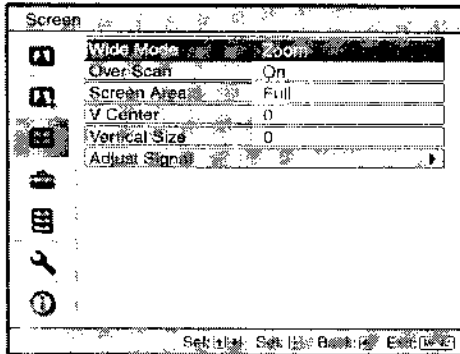 Screen
Wide Mode Zoom
Over Scan On
Screen Area Full
V Center 0
Vertical Size 0
Adjust Signal
Sel: Set: Back: Exit: